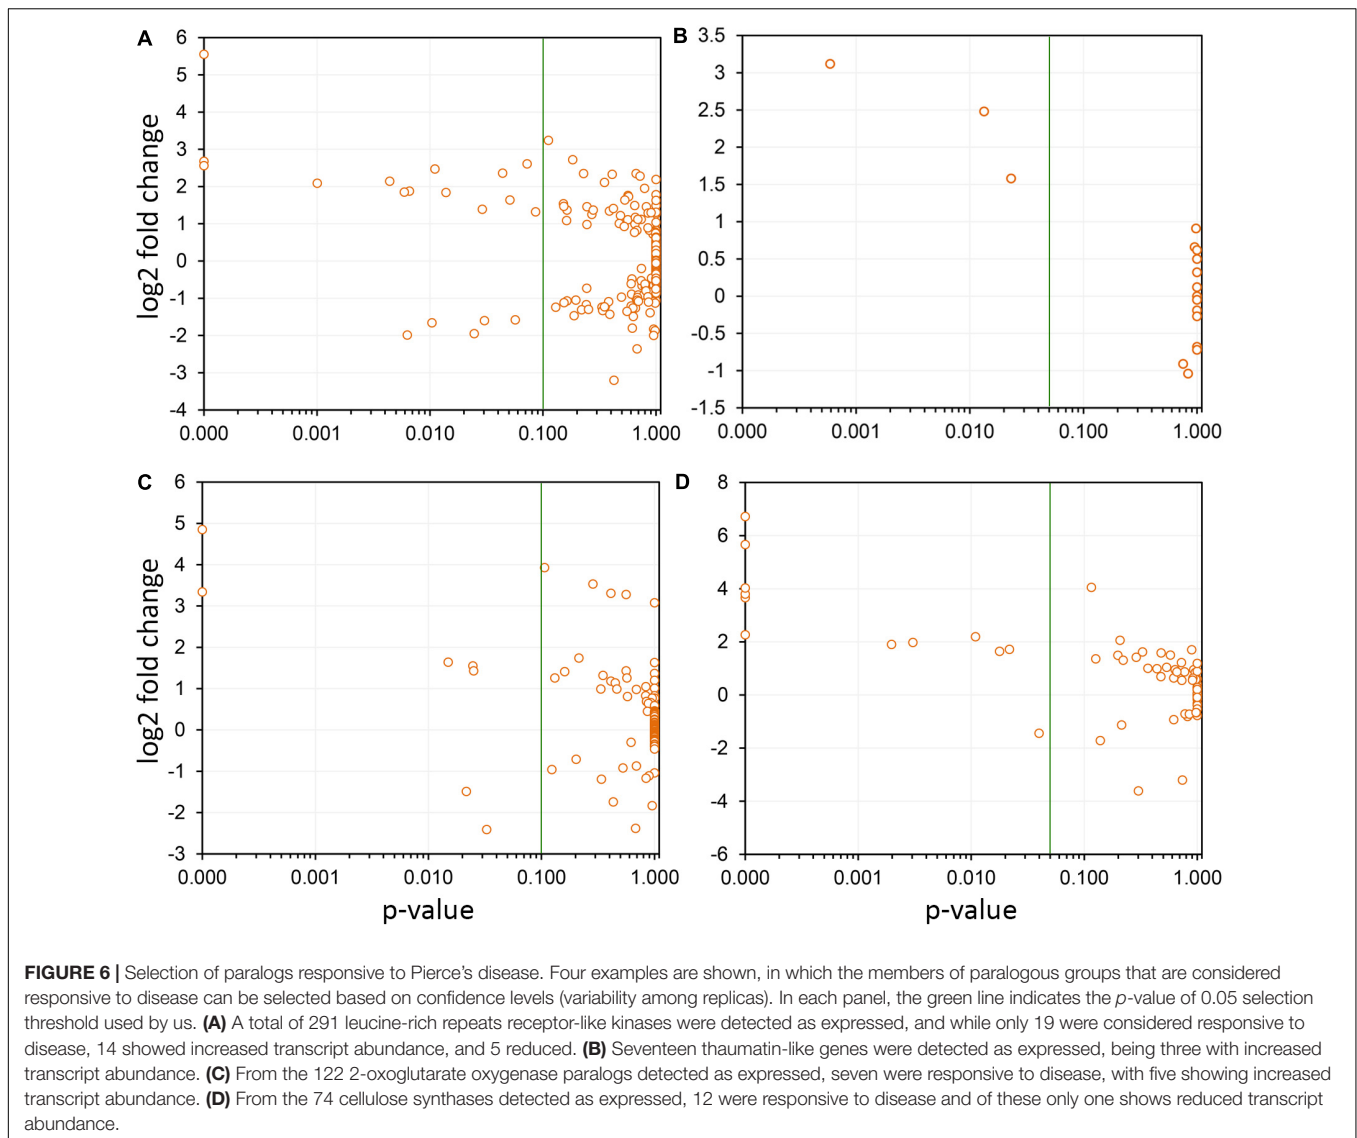 A
6
5
4
3
2
1
0
-1
-2
-3
-4
log2 fold change
0.000 0.001 0.010 0.100 1.000
B
3.5
3
2.5
2
1.5
1
0.5
0
-0.5
-1
-1.5
0.000 0.001 0.010 0.100 1.000
C
6
5
4
3
2
1
0
-1
-2
-3
log2 fold change
0.000 0.001 0.010 0.100 1.000
p-value
D
8
6
4
2
0
-2
-4
-6
0.000 0.001 0.010 0.100 1.000
p-value
FIGURE 6 | Selection of paralogs responsive to Pierce's disease. Four examples are shown, in which the members of paralogous groups that are considered
responsive to disease can be selected based on confidence levels (variability among replicas). In each panel, the green line indicates the p-value of 0.05 selection
threshold used by us. (A) A total of 291 leucine-rich repeats receptor-like kinases were detected as expressed, and while only 19 were considered responsive to
disease, 14 showed increased transcript abundance, and 5 reduced. (B) Seventeen thaumatin-like genes were detected as expressed, being three with increased
transcript abundance. (C) From the 122 2-oxoglutarate oxygenase paralogs detected as expressed, seven were responsive to disease, with five showing increased
transcript abundance. (D) From the 74 cellulose synthases detected as expressed, 12 were responsive to disease and of these only one shows reduced transcript
abundance.